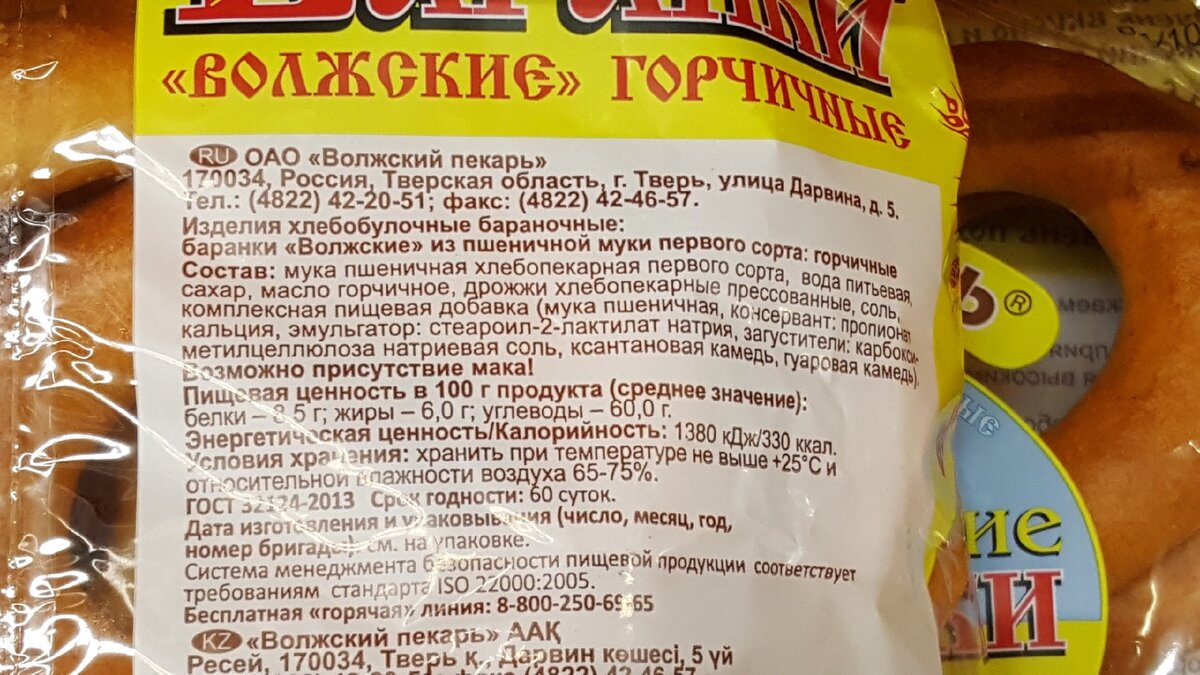 БАРАНКИ
«ВОЛЖСКИЕ» ГОРЧИЧНЫЕ
RU ОАО «Волжский пекарь»
170034, Россия, Тверская область, г. Тверь, улица Дарвина, д. 5.
Тел.: (4822) 42-20-51; факс: (4822) 42-46-57.
Изделия хлебобулочные бараночные:
баранки «Волжские» из пшеничной муки первого сорта: горчичные
Состав: мука пшеничная хлебопекарная первого сорта, вода питьевая,
сахар, масло горчичное, дрожжи хлебопекарные прессованные, соль,
комплексная пищевая добавка (мука пшеничная, консервант: пропионат
кальция, эмульгатор: стеароил-2-лактилат натрия, загустители: карбокси-
метилцеллюлоза натриевая соль, ксантановая камедь, гуаровая камедь).
Возможно присутствие мака!
Пищевая ценность в 100 г продукта (среднее значение):
белки – 8,5 г; жиры – 6,0 г; углеводы – 60,0 г.
Энергетическая ценность/Калорийность: 1380 кДж/330 ккал.
Условия хранения: хранить при температуре не выше +25°С и
относительной влажности воздуха 65-75%.
ГОСТ 32124-2013 Срок годности: 60 суток.
Дата изготовления и упаковывания (число, месяц, год,
номер бригады): см. на упаковке.
Система менеджмента безопасности пищевой продукции соответствует
требованиям стандарта ISO 22000:2005.
Бесплатная «горячая» линия: 8-800-250-69-65
KZ «Волжский пекарь» ААҚ
Ресей, 170034, Тверь қ., Дарвин көшесі, 5 үй
(4822) 42-46-57
6®
ие
ки